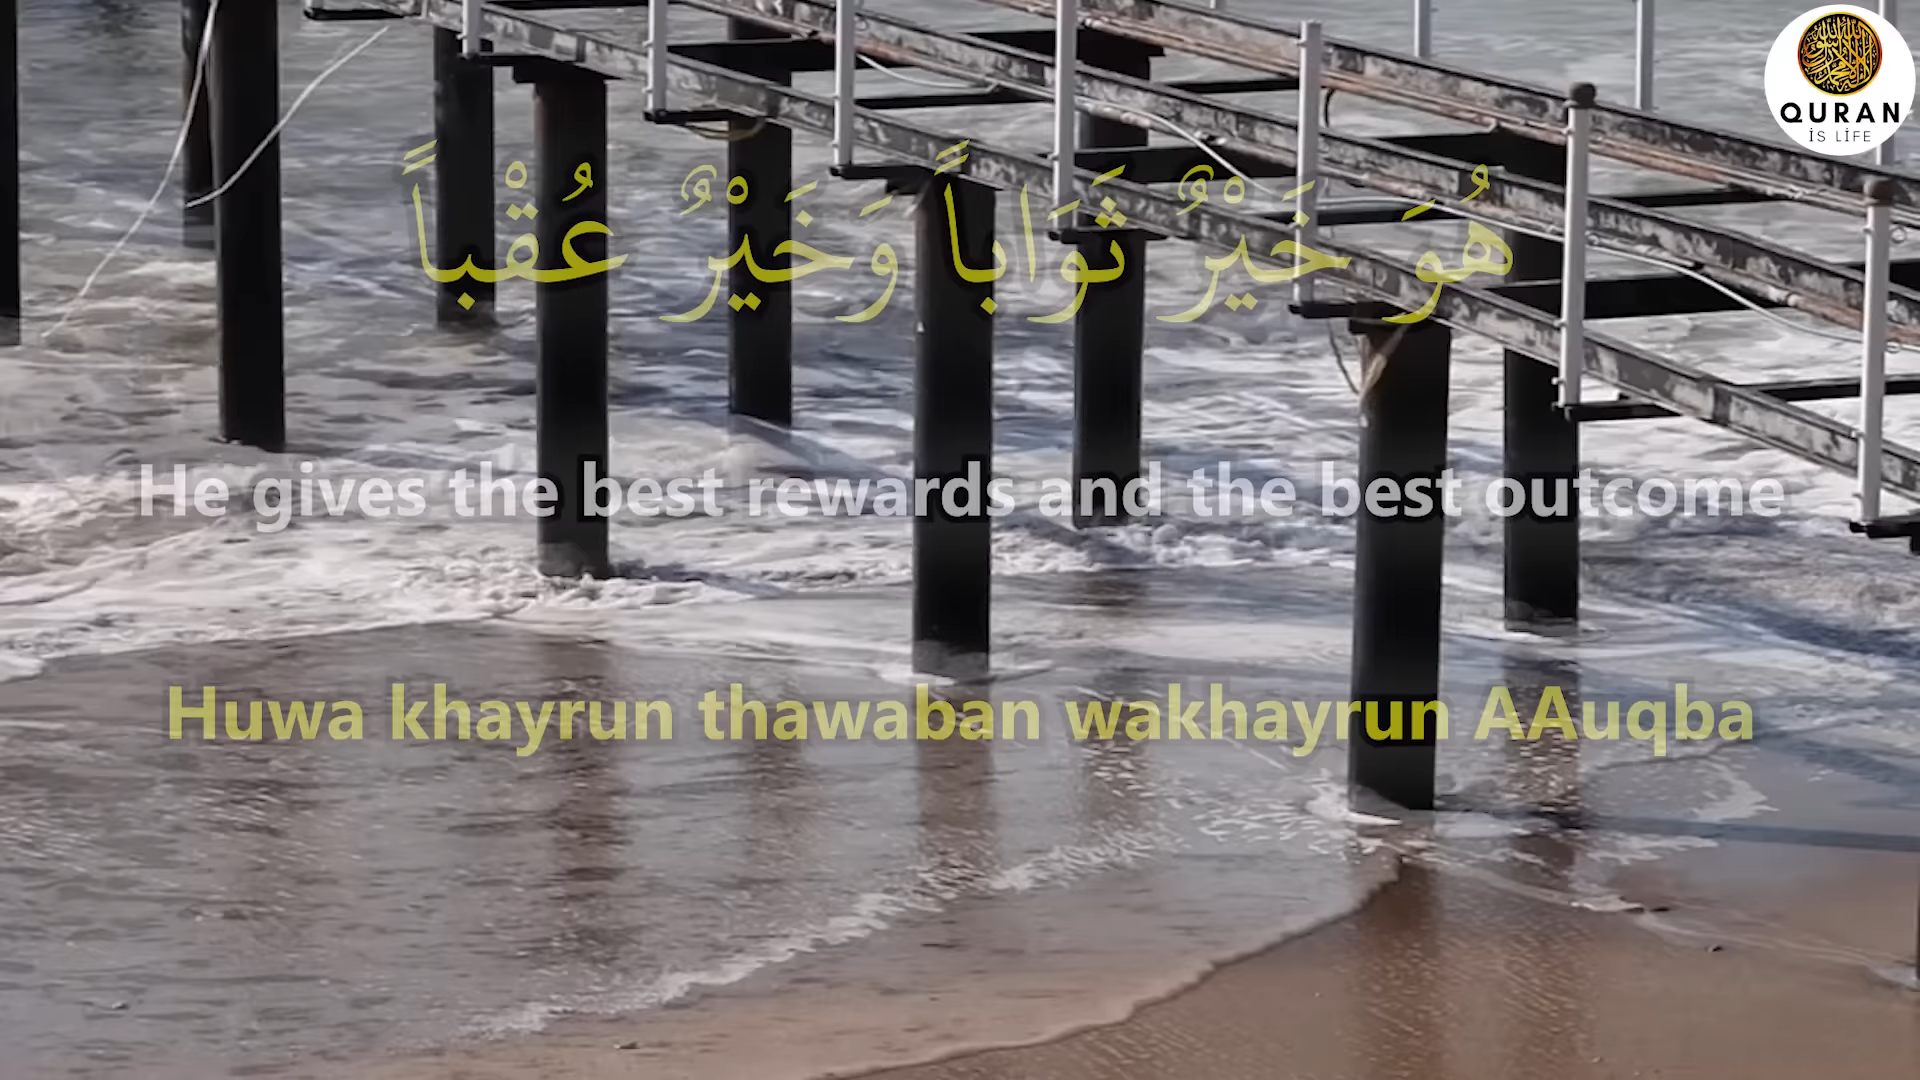 QURAN
İS LİFE
هُوَ خَيْرٌ ثَوَاباً وَخَيْرٌ عُقْباً
He gives the best rewards and the best outcome
Huwa khayrun thawaban wakhayrun AAuqba